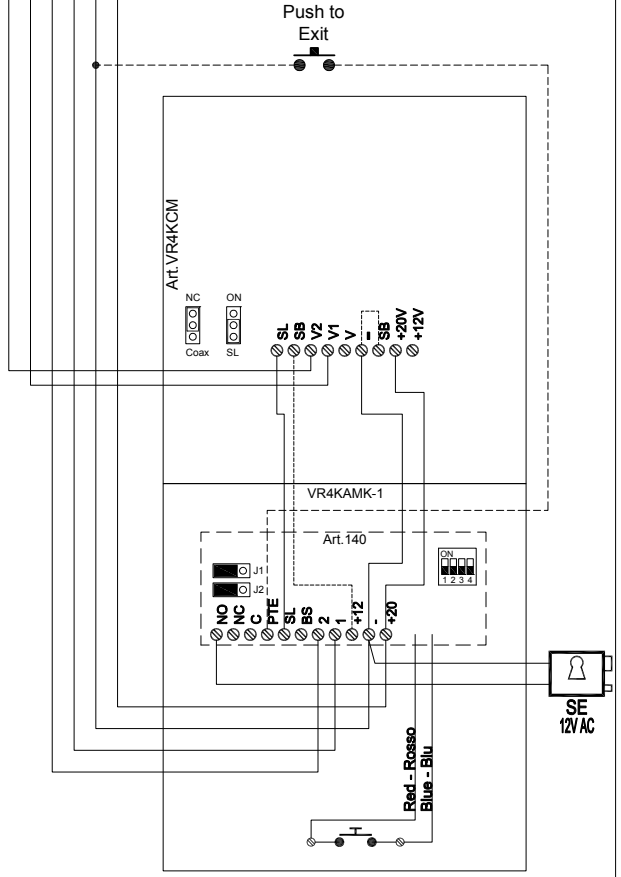 Push to
Exit
Art.VR4KCM
NC
ON
Coax
SL
SL
SB
V2
V1
V
-
SB
+20V
+12V
VR4KAMK-1
Art.140
J1
J2
ON
1 2 3 4
NO
NC
C
PTE
SL
BS
2
1
+12
-
+20
SE
12V AC
Red - Rosso
Blue - Blu